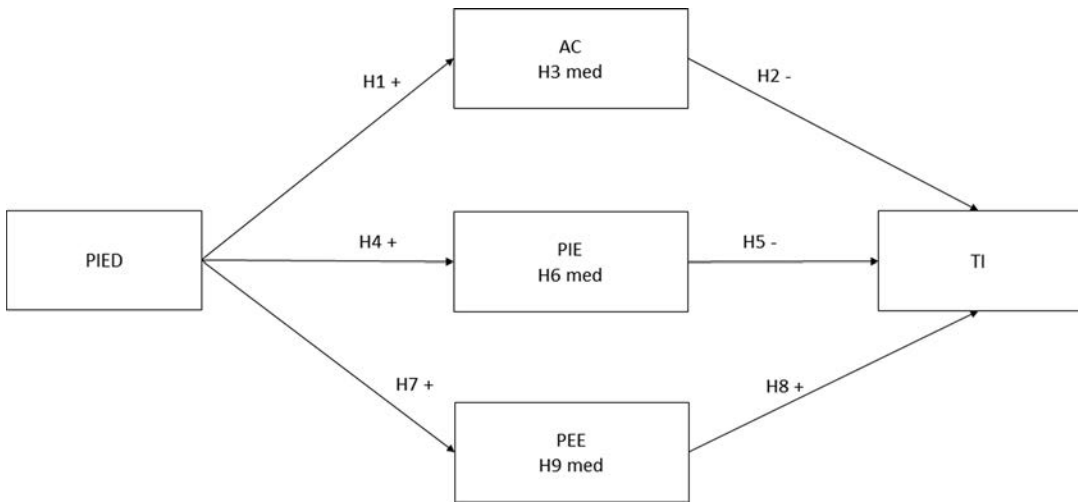 AC
H3 med
H1 +
H2 -
PIED
H4 +
PIE
H6 med
H5 -
TI
H7 +
PEE
H9 med
H8 +